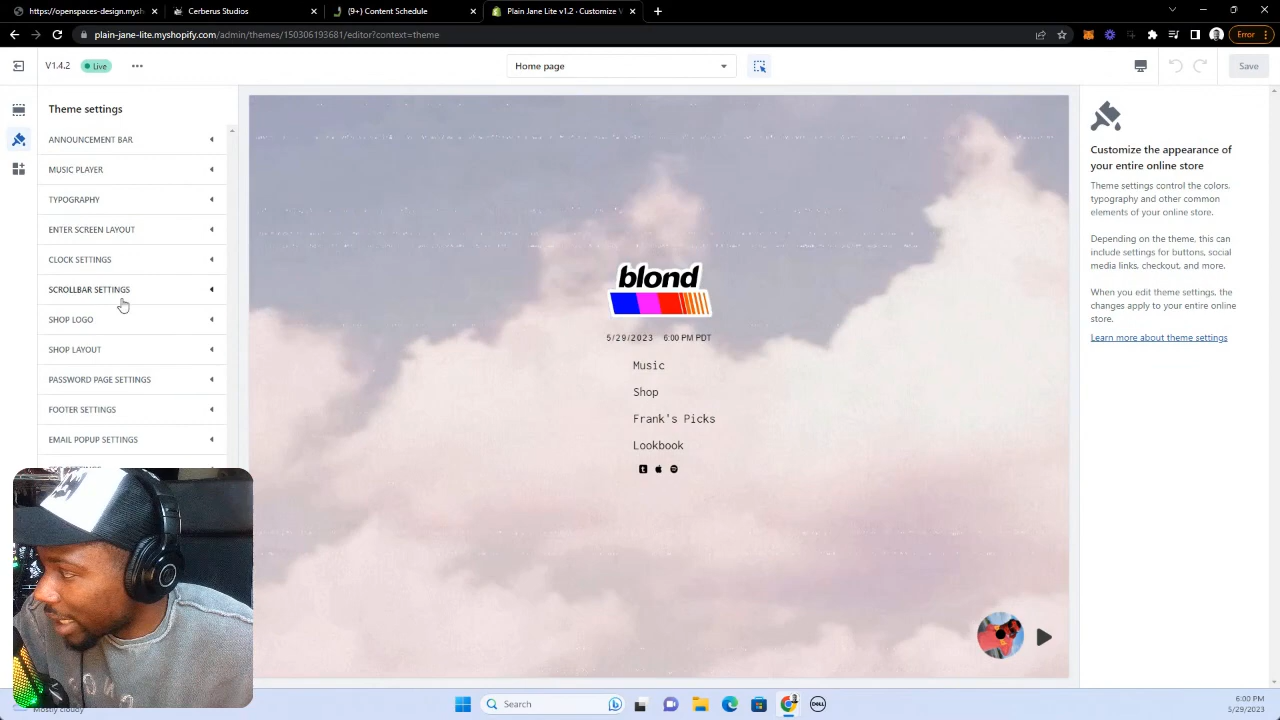 https://openspaces-design.mysh
Cerberus Studios
(9+) Content Schedule
Plain Jane Lite v1.2 · Customize V
plain-jane-lite.myshopify.com/admin/themes/150306193681/editor?context=theme
Error
V1.4.2
Live
Home page
Save
Theme settings
ANNOUNCEMENT BAR
MUSIC PLAYER
TYPOGRAPHY
ENTER SCREEN LAYOUT
CLOCK SETTINGS
SCROLLBAR SETTINGS
SHOP LOGO
SHOP LAYOUT
PASSWORD PAGE SETTINGS
FOOTER SETTINGS
EMAIL POPUP SETTINGS
blond
5/29/2023 6:00 PM PDT
Music
Shop
Frank's Picks
Lookbook
Customize the appearance of
your entire online store
Theme settings control the colors,
typography and other common
elements of your online store.
Depending on the theme, this can
include settings for buttons, social
media links, checkout, and more.
When you edit theme settings, the
changes apply to your entire online
store.
Learn more about theme settings
Mostly cloudy
Search
DELL
6:00 PM
5/29/2023